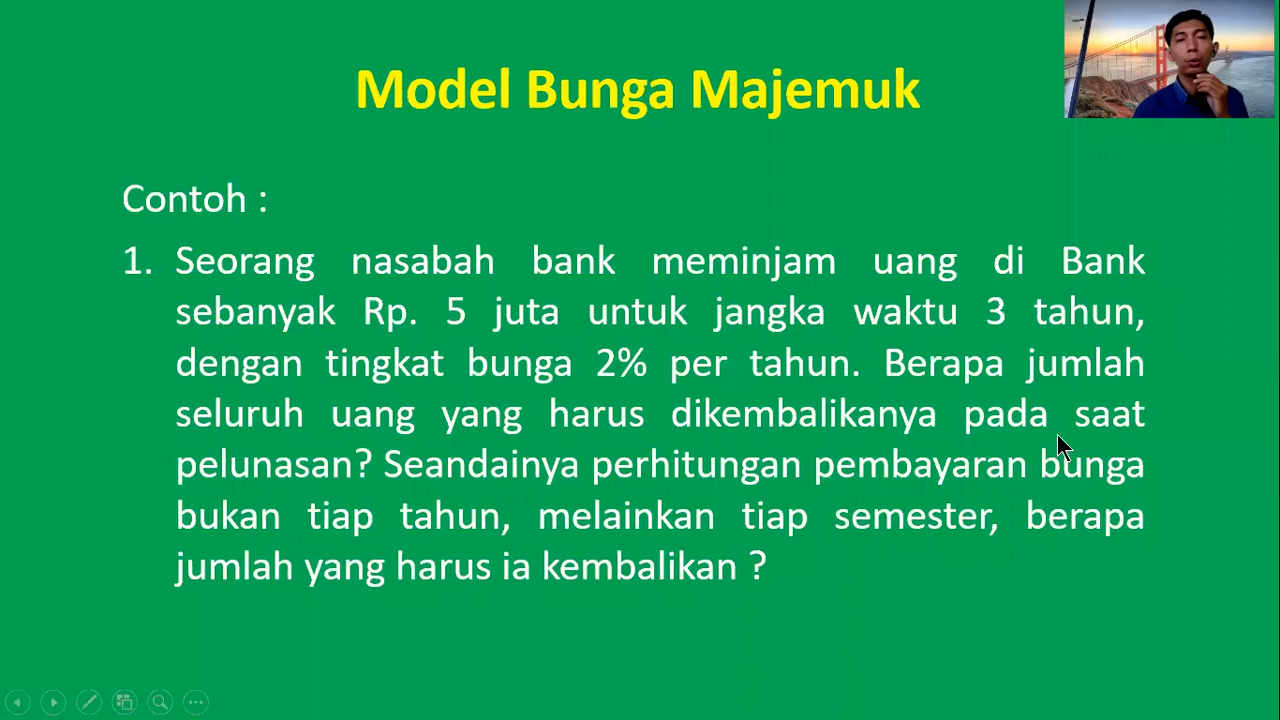 Model Bunga Majemuk
Contoh :
1. Seorang nasabah bank meminjam uang di Bank
sebanyak Rp. 5 juta untuk jangka waktu 3 tahun,
dengan tingkat bunga 2% per tahun. Berapa jumlah
seluruh uang yang harus dikembalikanya pada saat
pelunasan? Seandainya perhitungan pembayaran bunga
bukan tiap tahun, melainkan tiap semester, berapa
jumlah yang harus ia kembalikan ?